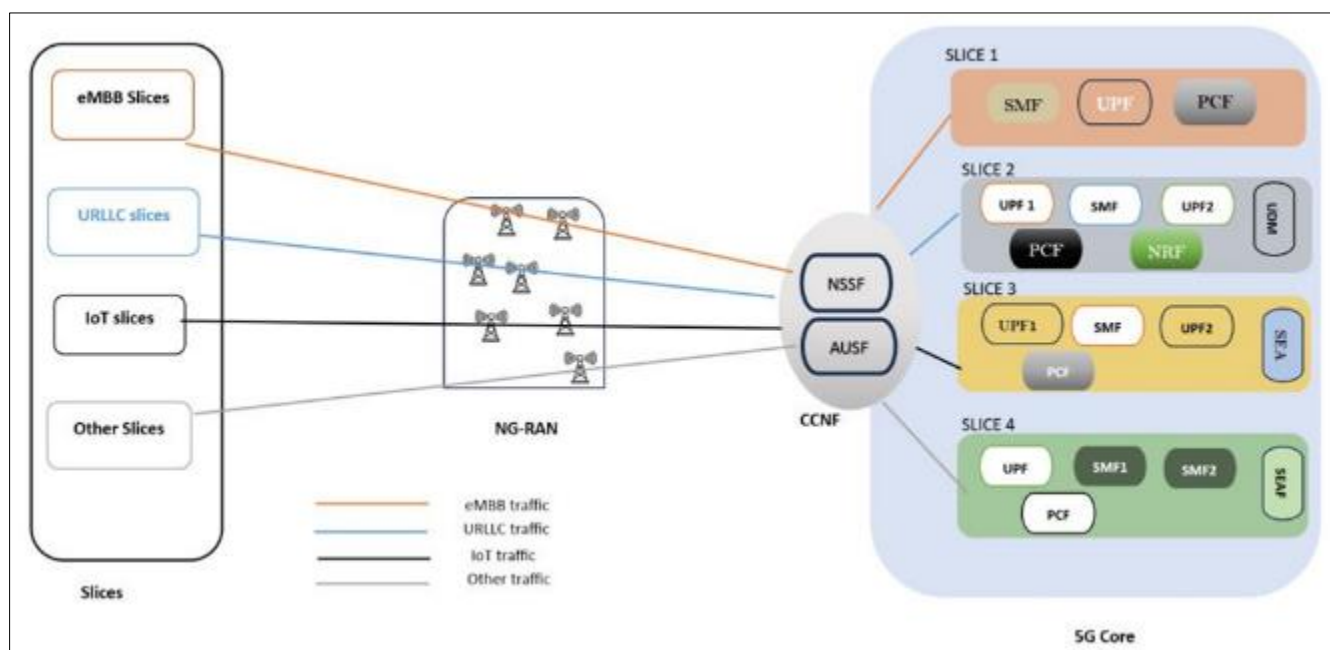 eMBB Slices
URLLC slices
IoT slices
Other Slices
Slices
NG-RAN
eMBB traffic
URLLC traffic
IoT traffic
Other traffic
NSSF
AUSF
CCNF
SLICE 1
SMF UPF PCF
SLICE 2
UPF 1 SMF UPF2
PCF NRF
UDM
SLICE 3
UPF1 SMF UPF2
PCF
SEA
SLICE 4
UPF SMF1 SMF2
PCF
SEAF
5G Core